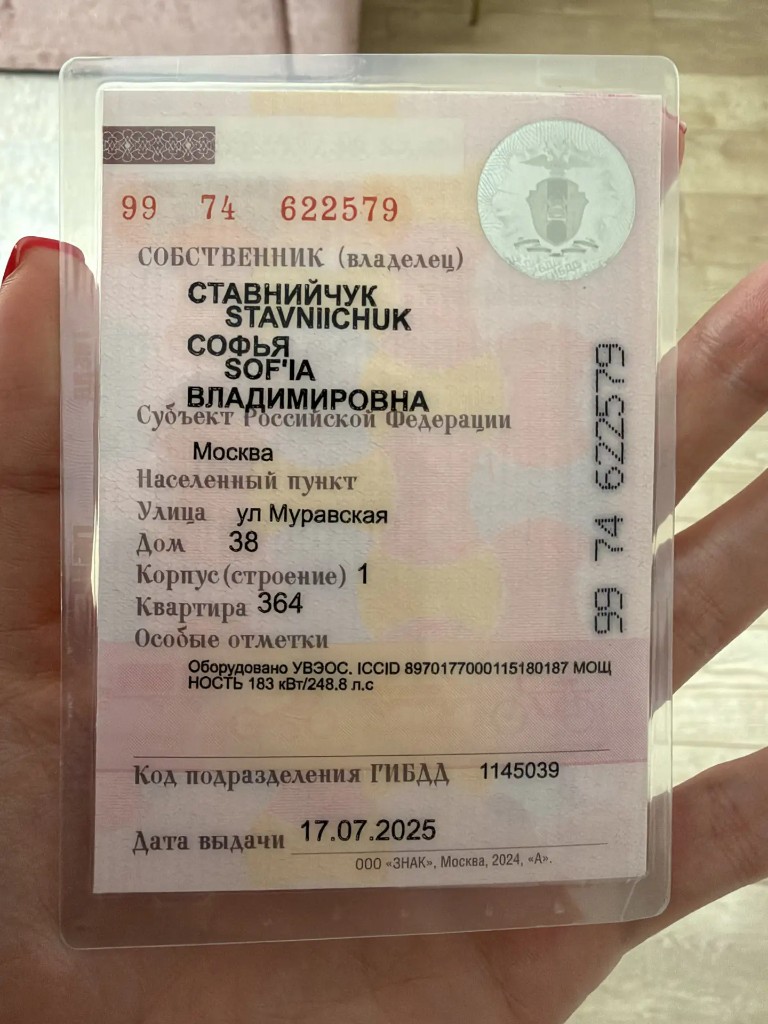 99 74 622579
СОБСТВЕННИК (владелец)
СТАВНИЙЧУК
STAVNIICHUK
СОФЬЯ
SOF'IA
ВЛАДИМИРОВНА
Субъект Российской Федерации
Москва
Населенный пункт
Улица ул Муравская
Дом 38
Корпус(строение) 1
Квартира 364
Особые отметки
Оборудовано УВЭОС. ICCID 8970177000115180187 МОЩ
НОСТЬ 183 кВт/248.8 л.с
Код подразделения ГИБДД 1145039
Дата выдачи 17.07.2025
ООО «ЗНАК», Москва, 2024, «А».
99 74 622579